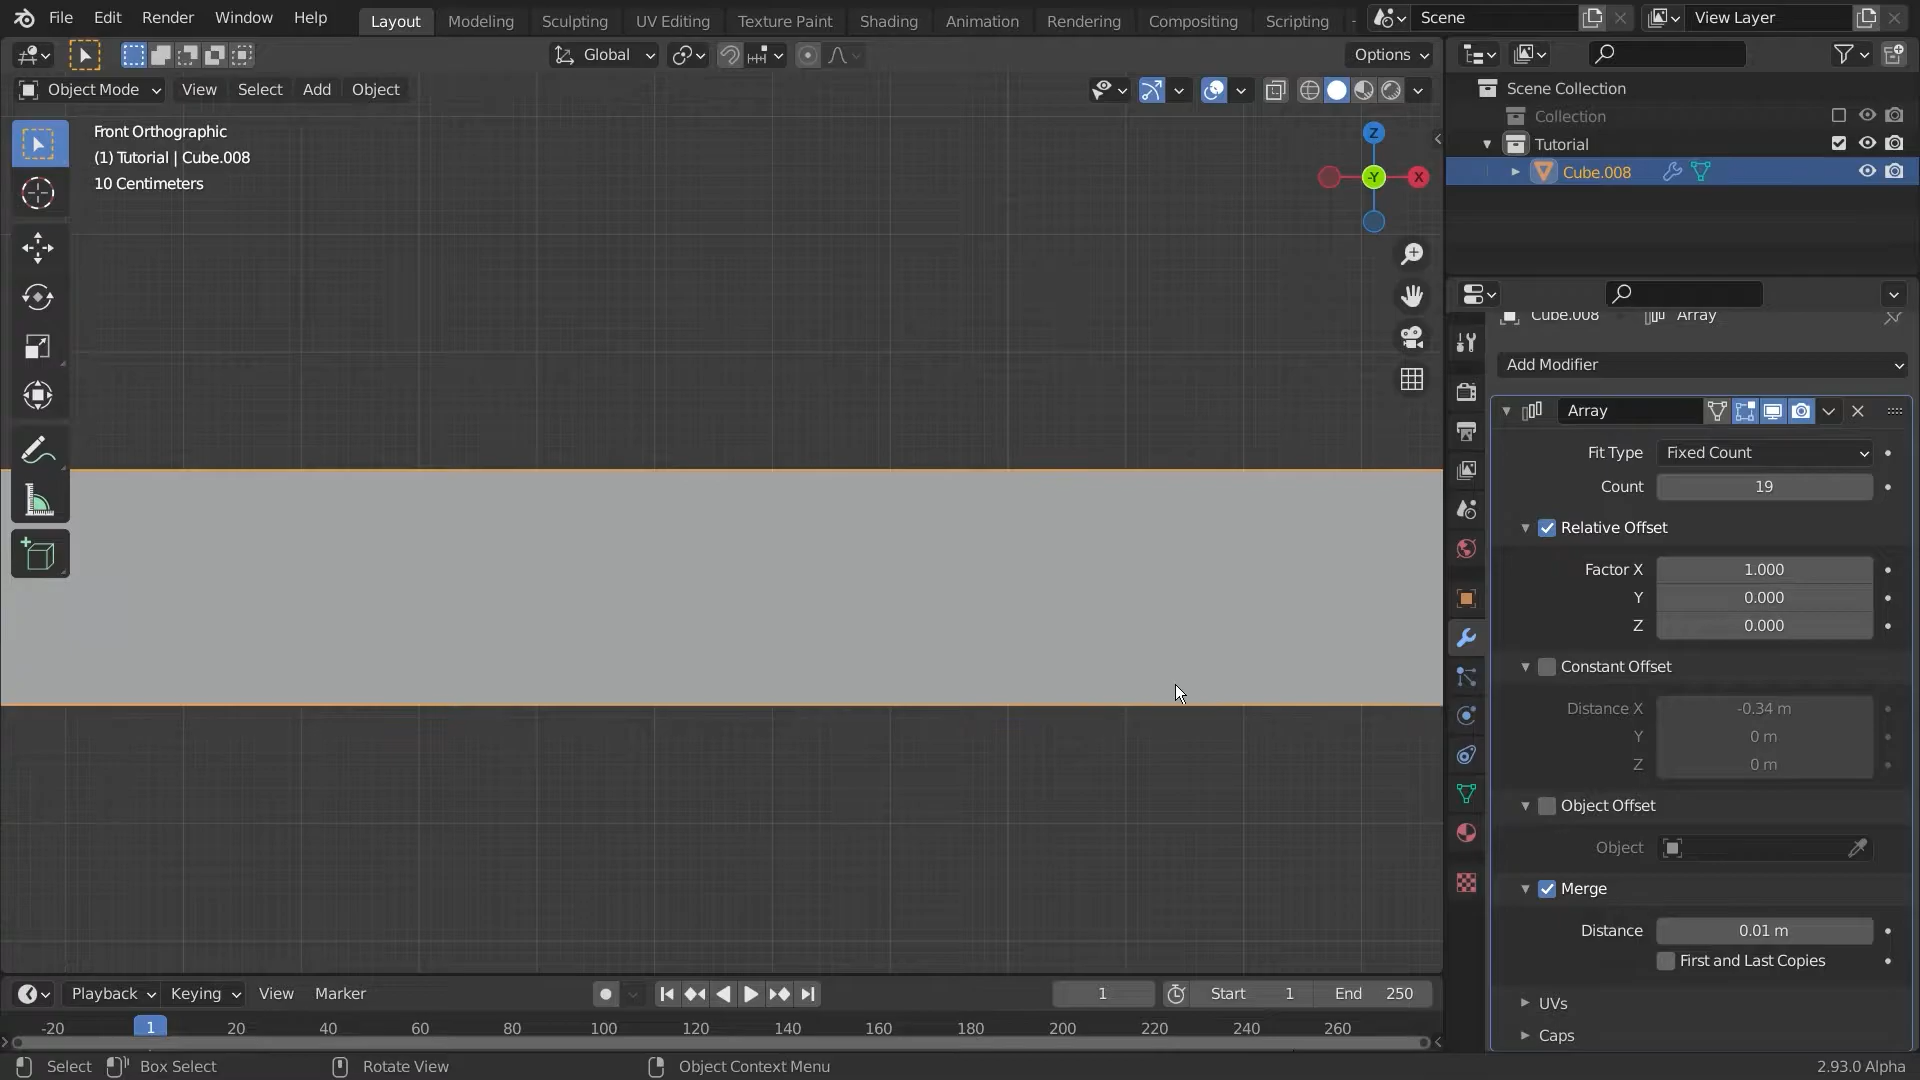 File Edit Render Window Help Layout Modeling Sculpting UV Editing Texture Paint Shading Animation Rendering Compositing Scripting Scene View Layer
Global Options
Object Mode View Select Add Object
Front Orthographic
(1) Tutorial | Cube.008
10 Centimeters
Z
-Y
X
Scene Collection
Collection
Tutorial
Cube.008
Cube.008 Array
Add Modifier
Array
Fit Type Fixed Count
Count 19
Relative Offset
Factor X 1.000
Y 0.000
Z 0.000
Constant Offset
Distance X -0.34 m
Y 0 m
Z 0 m
Object Offset
Object
Merge
Distance 0.01 m
First and Last Copies
UVs
Caps
Playback Keying View Marker 1 Start 1 End 250
-20 1 20 40 60 80 100 120 140 160 180 200 220 240 260
Select Box Select Rotate View Object Context Menu 2.93.0 Alpha